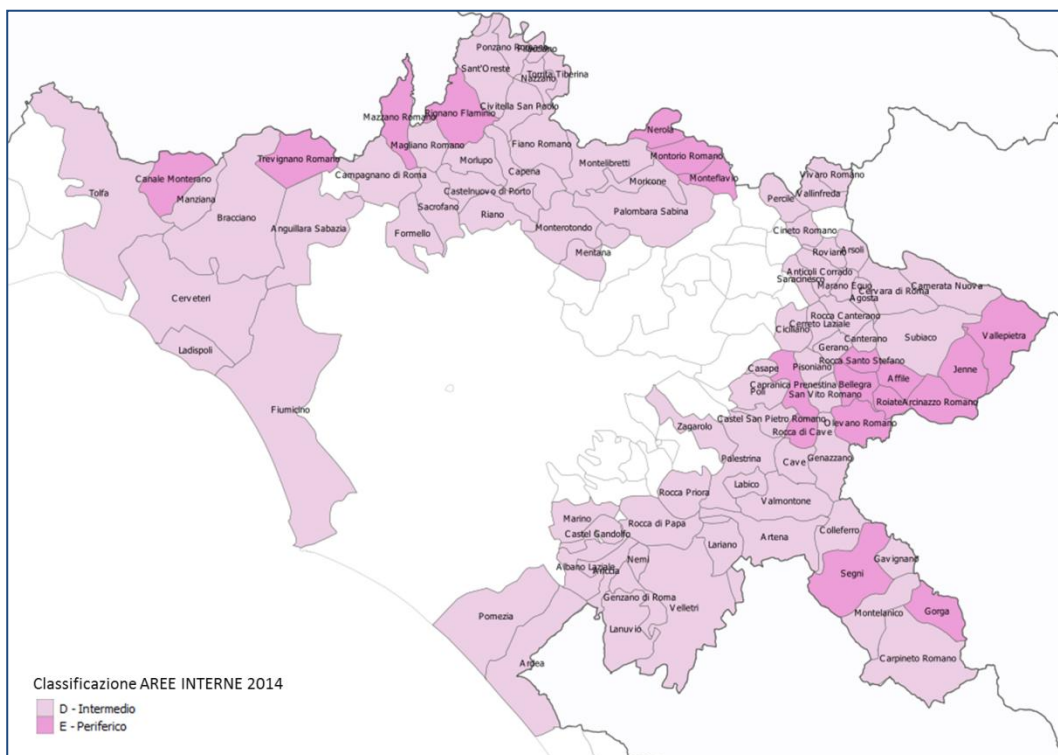 Ponzano Romano
Filacciano
Sant'Oreste
Torrita Tiberina
Nazzano
Civitella San Paolo
Mazzano Romano
Rignano Flaminio
Nerola
Magliano Romano
Fiano Romano
Montorio Romano
Trevignano Romano
Morlupo
Montelibretti
Canale Monterano
Campagnano di Roma
Capena
Moricone
Monteflavio
Vivaro Romano
Tolfa
Manziana
Castelnuovo di Porto
Percile
Vallinfreda
Bracciano
Sacrofano
Riano
Palombara Sabina
Anguillara Sabazia
Formello
Monterotondo
Cineto Romano
Mentana
Roviano
Arsoli
Anticoli Corrado
Saracinesco
Marano Equo
Camerata Nuova
Cervara di Roma
Cerveteri
Agosta
Rocca Canterano
Ciciliano
Cerreto Laziale
Vallepietra
Canterano
Subiaco
Ladispoli
Gerano
Rocca Santo Stefano
Casape
Pisoniano
Jenne
Fiumicino
Capranica Prenestina
Bellegra
Affile
Poli
San Vito Romano
Roiate
Arcinazzo Romano
Castel San Pietro Romano
Olevano Romano
Zagarolo
Rocca di Cave
Palestrina
Cave
Genazzano
Labico
Rocca Priora
Valmontone
Marino
Rocca di Papa
Colleferro
Castel Gandolfo
Lariano
Artena
Nemi
Gavignano
Albano Laziale
Ariccia
Segni
Genzano di Roma
Velletri
Gorga
Pomezia
Lanuvio
Montelanico
Carpineto Romano
Ardea
Classificazione AREE INTERNE 2014
D - Intermedio
E - Periferico